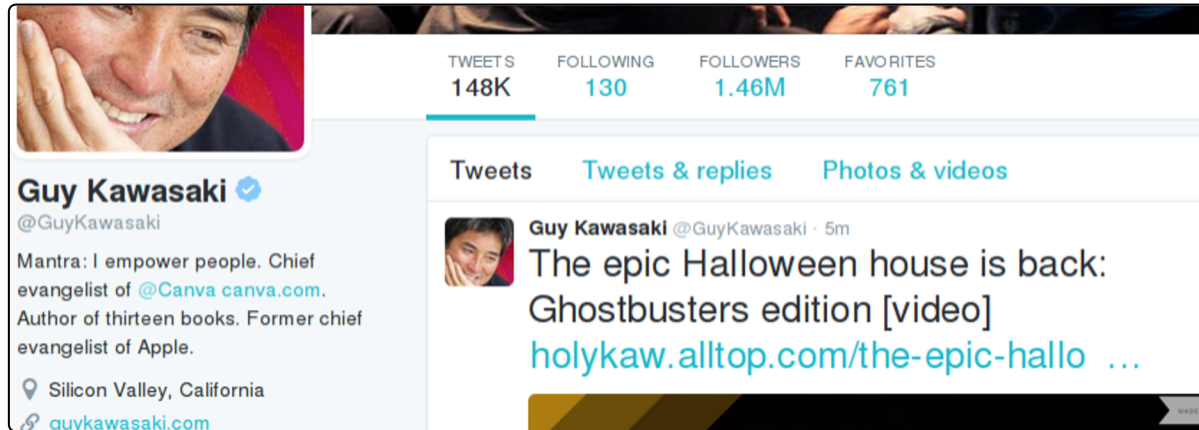 TWEETS FOLLOWING FOLLOWERS FAVORITES
148K 130 1.46M 761
Tweets Tweets & replies Photo & videos
Guy Kawasaki
@GuyKawasaki
Mantra: I empower people. Chief
evangelist of @Canva canva.com.
Author of thirteen books. Former chief
evangelist of Apple.
Silicon Valley, California
guykawasaki.com
Guy Kawasaki @GuyKawasaki · 5m
The epic Halloween house is back:
Ghostbusters edition [video]
holykaw.alltop.com/the-epic-hallo ...
MADE